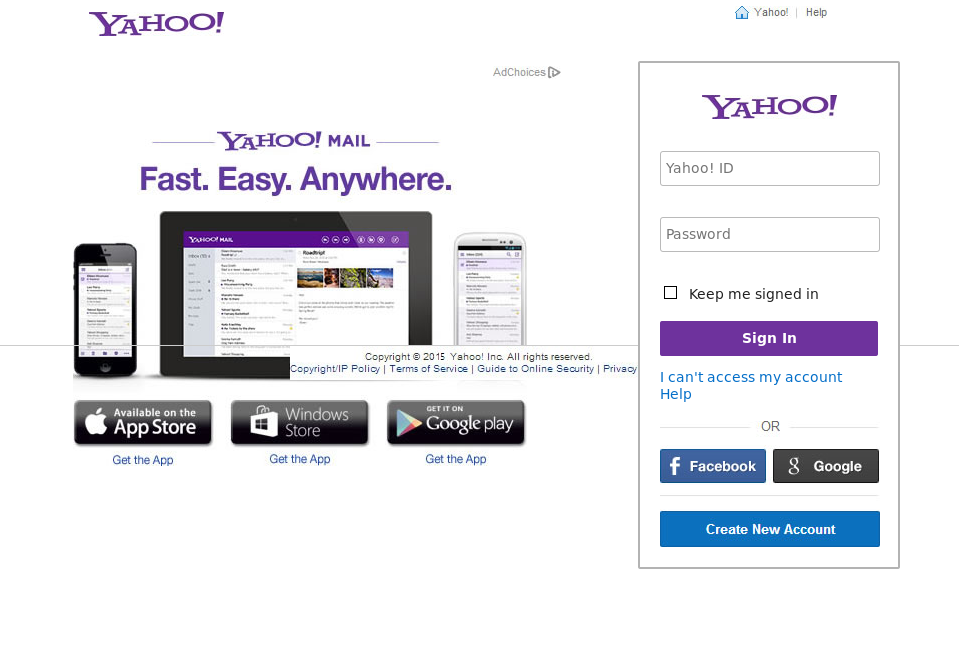 YAHOO!
Yahoo! | Help
AdChoices
YAHOO! MAIL
Fast. Easy. Anywhere.
YAHOO! MAIL
Roadtrip!
Copyright © 2015 Yahoo! Inc. All rights reserved.
Copyright/IP Policy | Terms of Service | Guide to Online Security | Privacy
Available on the
App Store
Get the App
Windows
Store
Get the App
GET IT ON
Google play
Get the App
YAHOO!
Yahoo! ID
Password
Keep me signed in
Sign In
I can't access my account
Help
OR
Facebook
Google
Create New Account